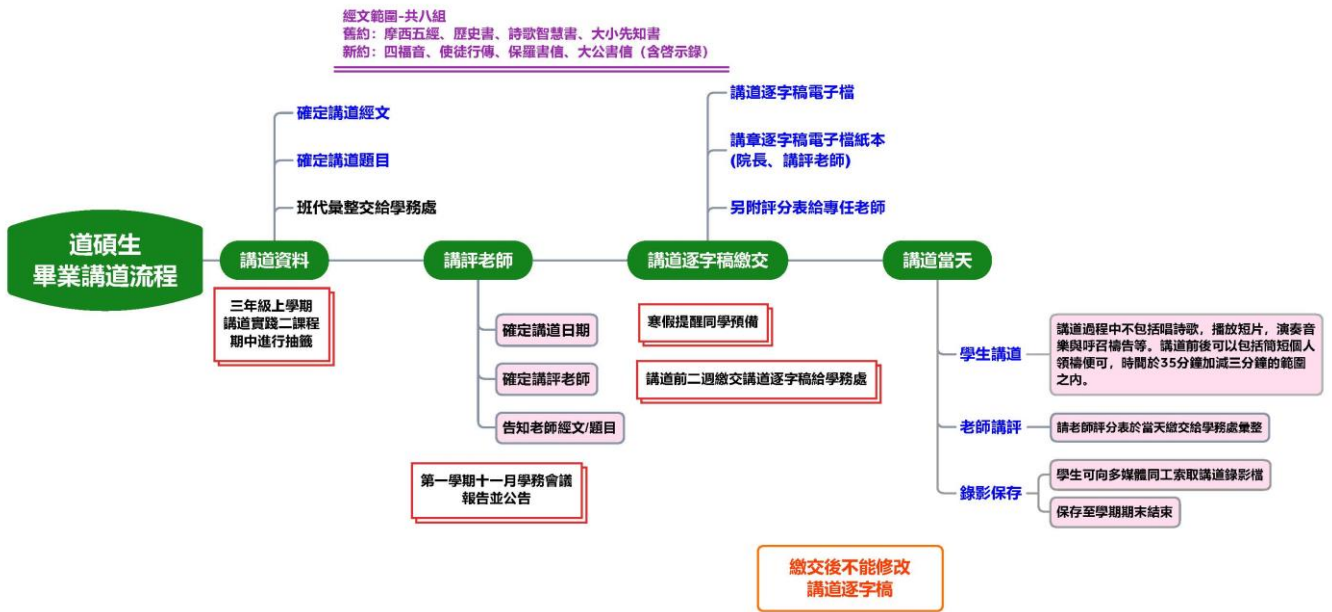 經文範圍-共八組
舊約：摩西五經、歷史書、詩歌智慧書、大小先知書
新約：四福音、使徒行傳、保羅書信、大公書信（含啓示錄）
道碩生
畢業講道流程
講道資料
確定講道經文
確定講道題目
班代彙整交給學務處
三年級上學期
講道實踐二課程
期中進行抽籤
講評老師
確定講道日期
確定講評老師
告知老師經文/題目
第一學期十一月學務會議
報告並公告
講道逐字稿繳交
講道逐字稿電子檔
講章逐字稿電子檔紙本
(院長、講評老師)
另附評分表給專任老師
寒假提醒同學預備
講道前二週繳交講道逐字稿給學務處
講道當天
學生講道
講道過程中不包括唱詩歌，播放短片，演奏音
樂與呼召禱告等。講道前後可以包括簡短個人
領禱便可，時間於35分鐘加減三分鐘的範圍
之內。
老師講評
請老師評分表於當天繳交給學務處彙整
錄影保存
學生可向多媒體同工索取講道錄影檔
保存至學期期末結束
繳交後不能修改
講道逐字槁